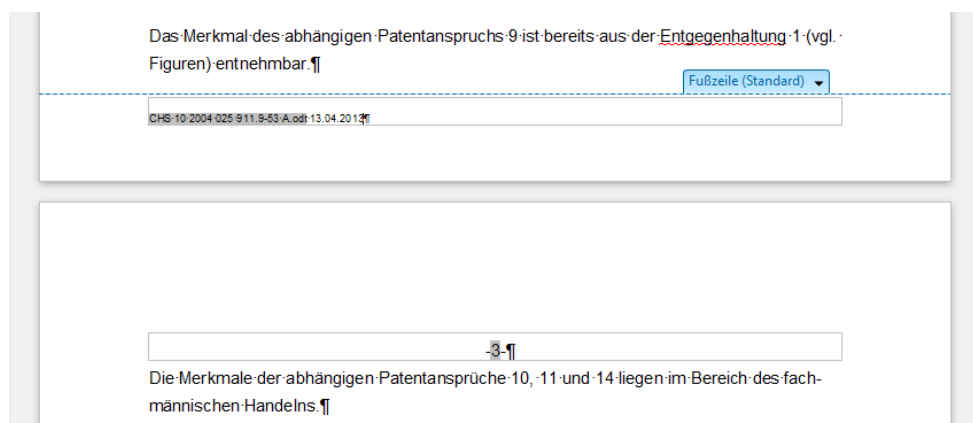 Das·Merkmal·des·abhängigen·Patentanspruchs·9·ist·bereits·aus·der·Entgegenhaltung·1·(vgl.·
Figuren)·entnehmbar.¶
Fußzeile (Standard)
CHS·10·2004·025·911.9-53·A.odt·13.04.2013¶
-3-¶
Die·Merkmale·der·abhängigen·Patentansprüche·10,·11·und·14·liegen·im·Bereich·des·fach-
männischen·Handelns.¶